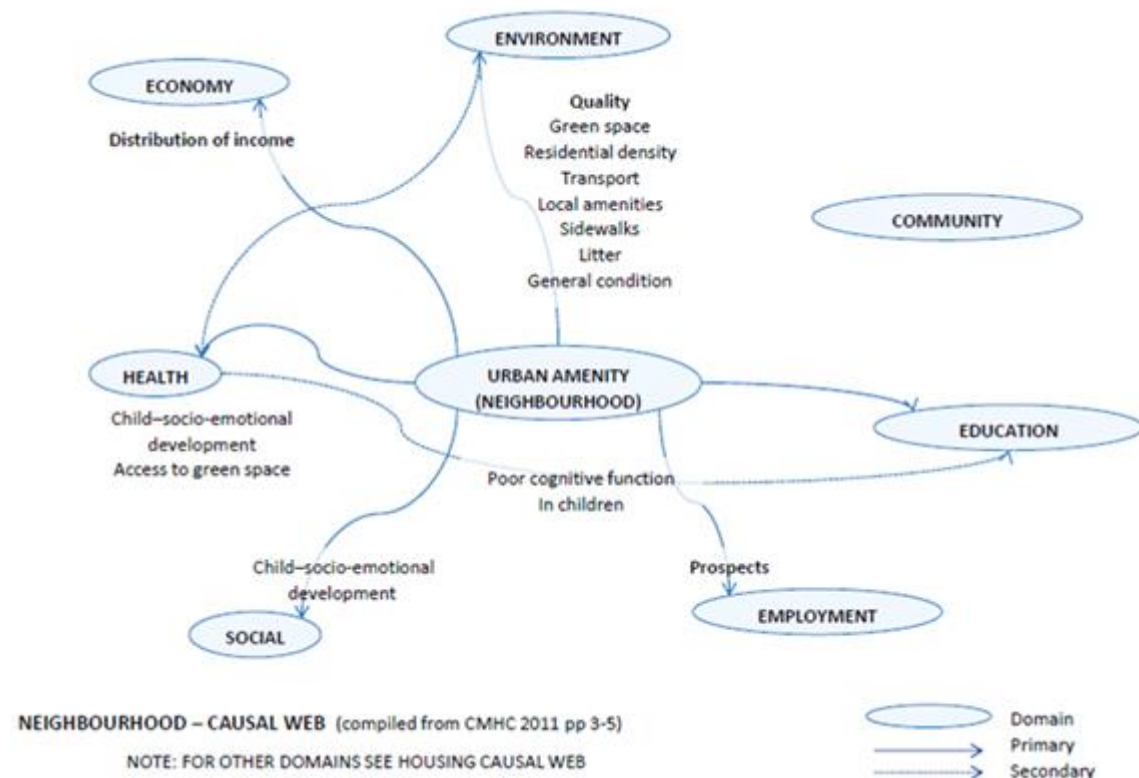 ENVIRONMENT
ECONOMY
Distribution of income
Quality
Green space
Residential density
Transport
Local amenities
Sidewalks
Litter
General condition
COMMUNITY
HEALTH
Child–socio-emotional
development
Access to green space
URBAN AMENITY
(NEIGHBOURHOOD)
EDUCATION
Poor cognitive function
In children
Child–socio-emotional
development
SOCIAL
Prospects
EMPLOYMENT
NEIGHBOURHOOD – CAUSAL WEB (compiled from CMHC 2011 pp 3-5)
NOTE: FOR OTHER DOMAINS SEE HOUSING CAUSAL WEB
Domain
Primary
Secondary